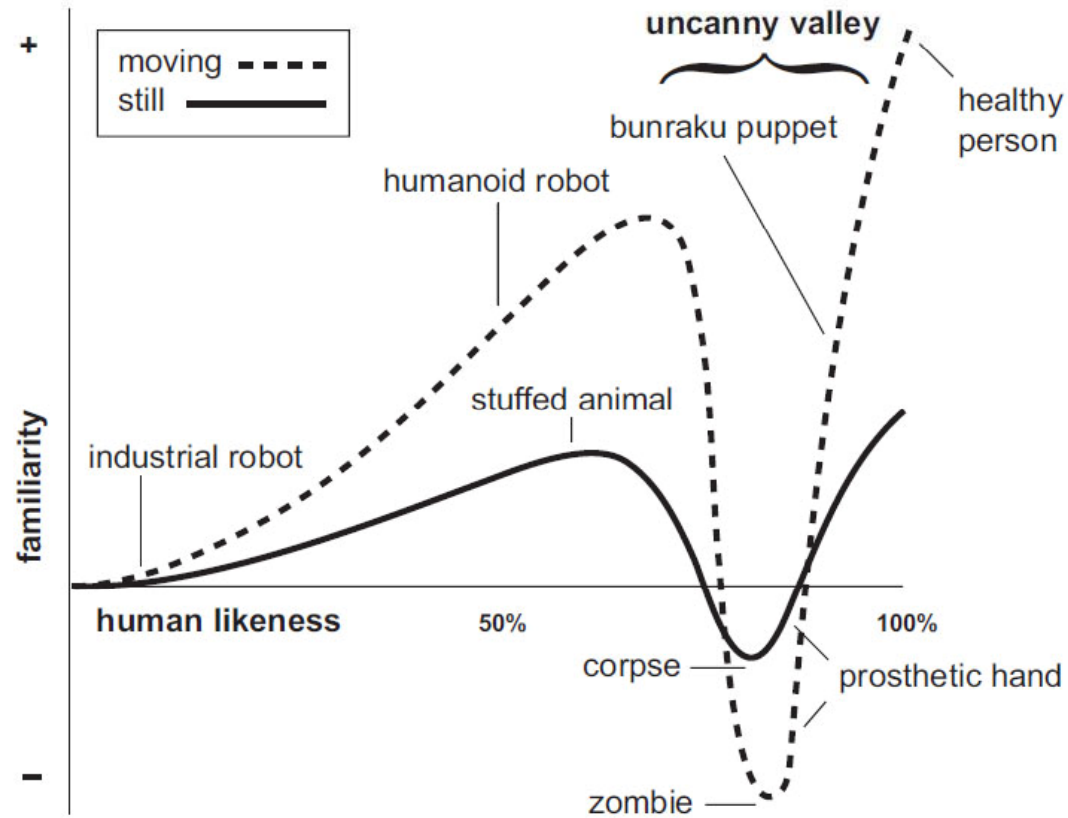 +
uncanny valley
moving
still
healthy
person
bunraku puppet
humanoid robot
stuffed animal
industrial robot
familiarity
human likeness
50%
100%
corpse
prosthetic hand
–
zombie